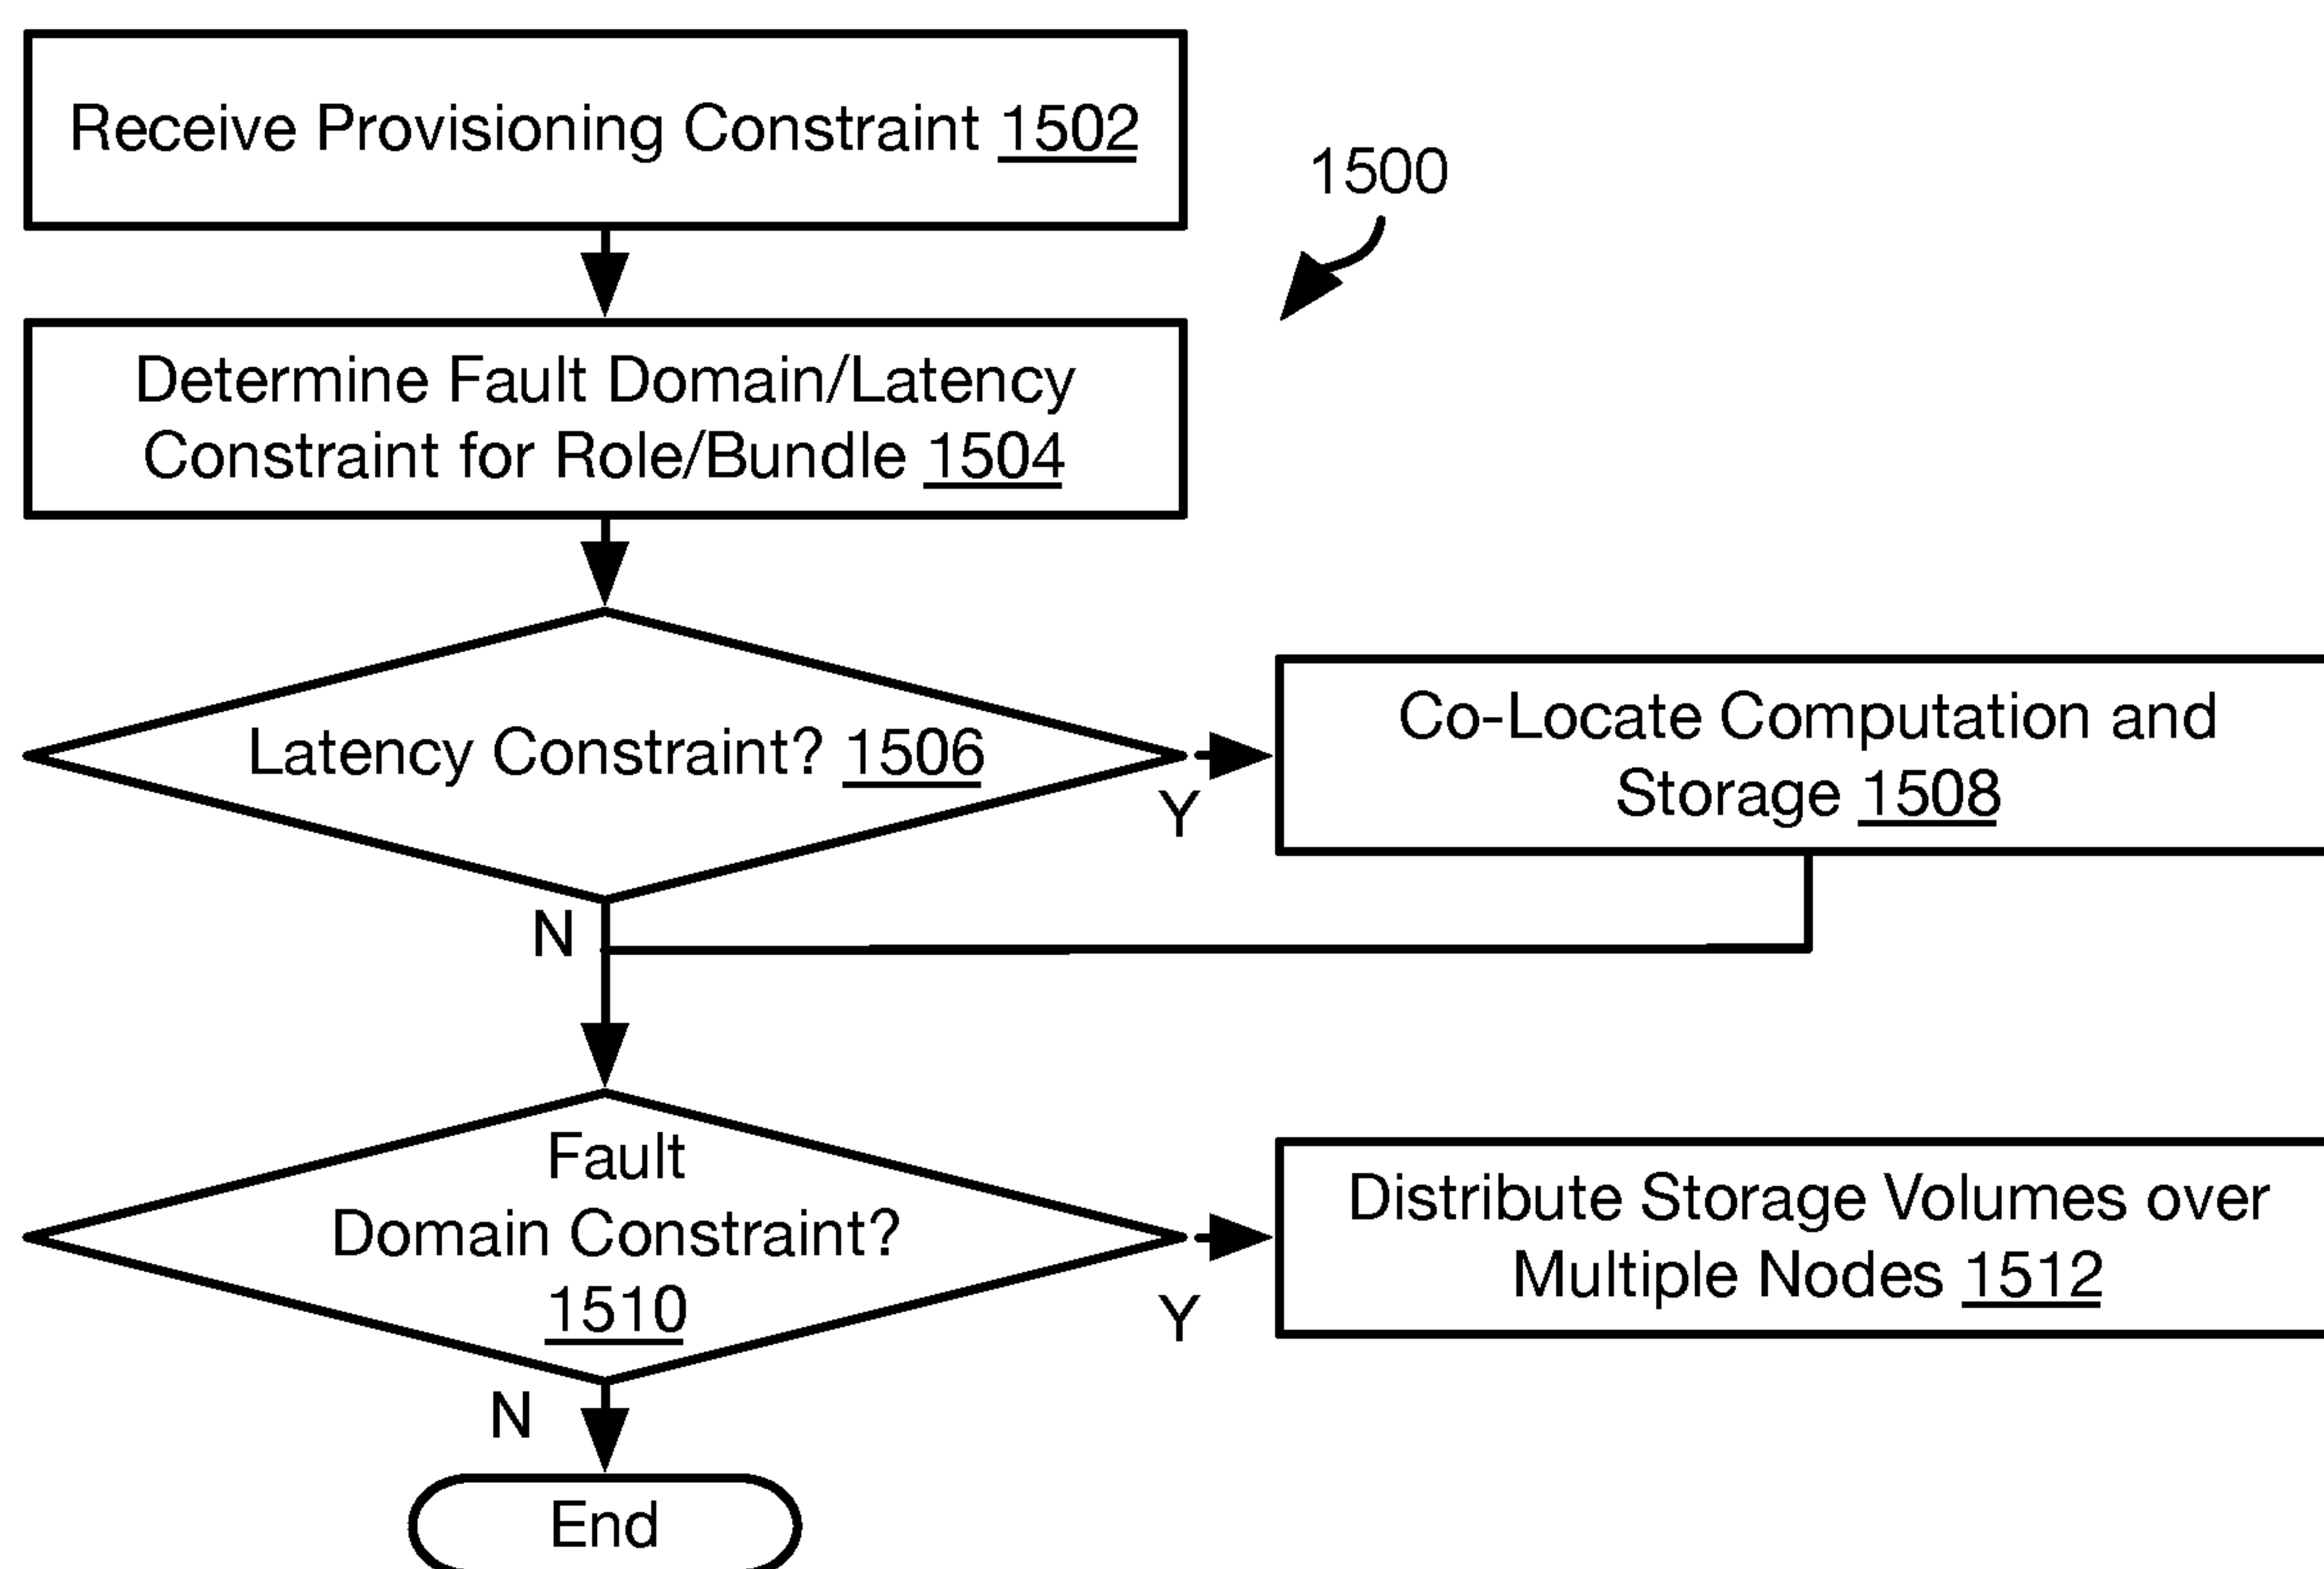 Receive Provisioning Constraint 1502
1500
Determine Fault Domain/Latency
Constraint for Role/Bundle 1504
Latency Constraint? 1506
Y
Co-Locate Computation and
Storage 1508
N
Fault
Domain Constraint?
1510
Y
Distribute Storage Volumes over
Multiple Nodes 1512
N
End